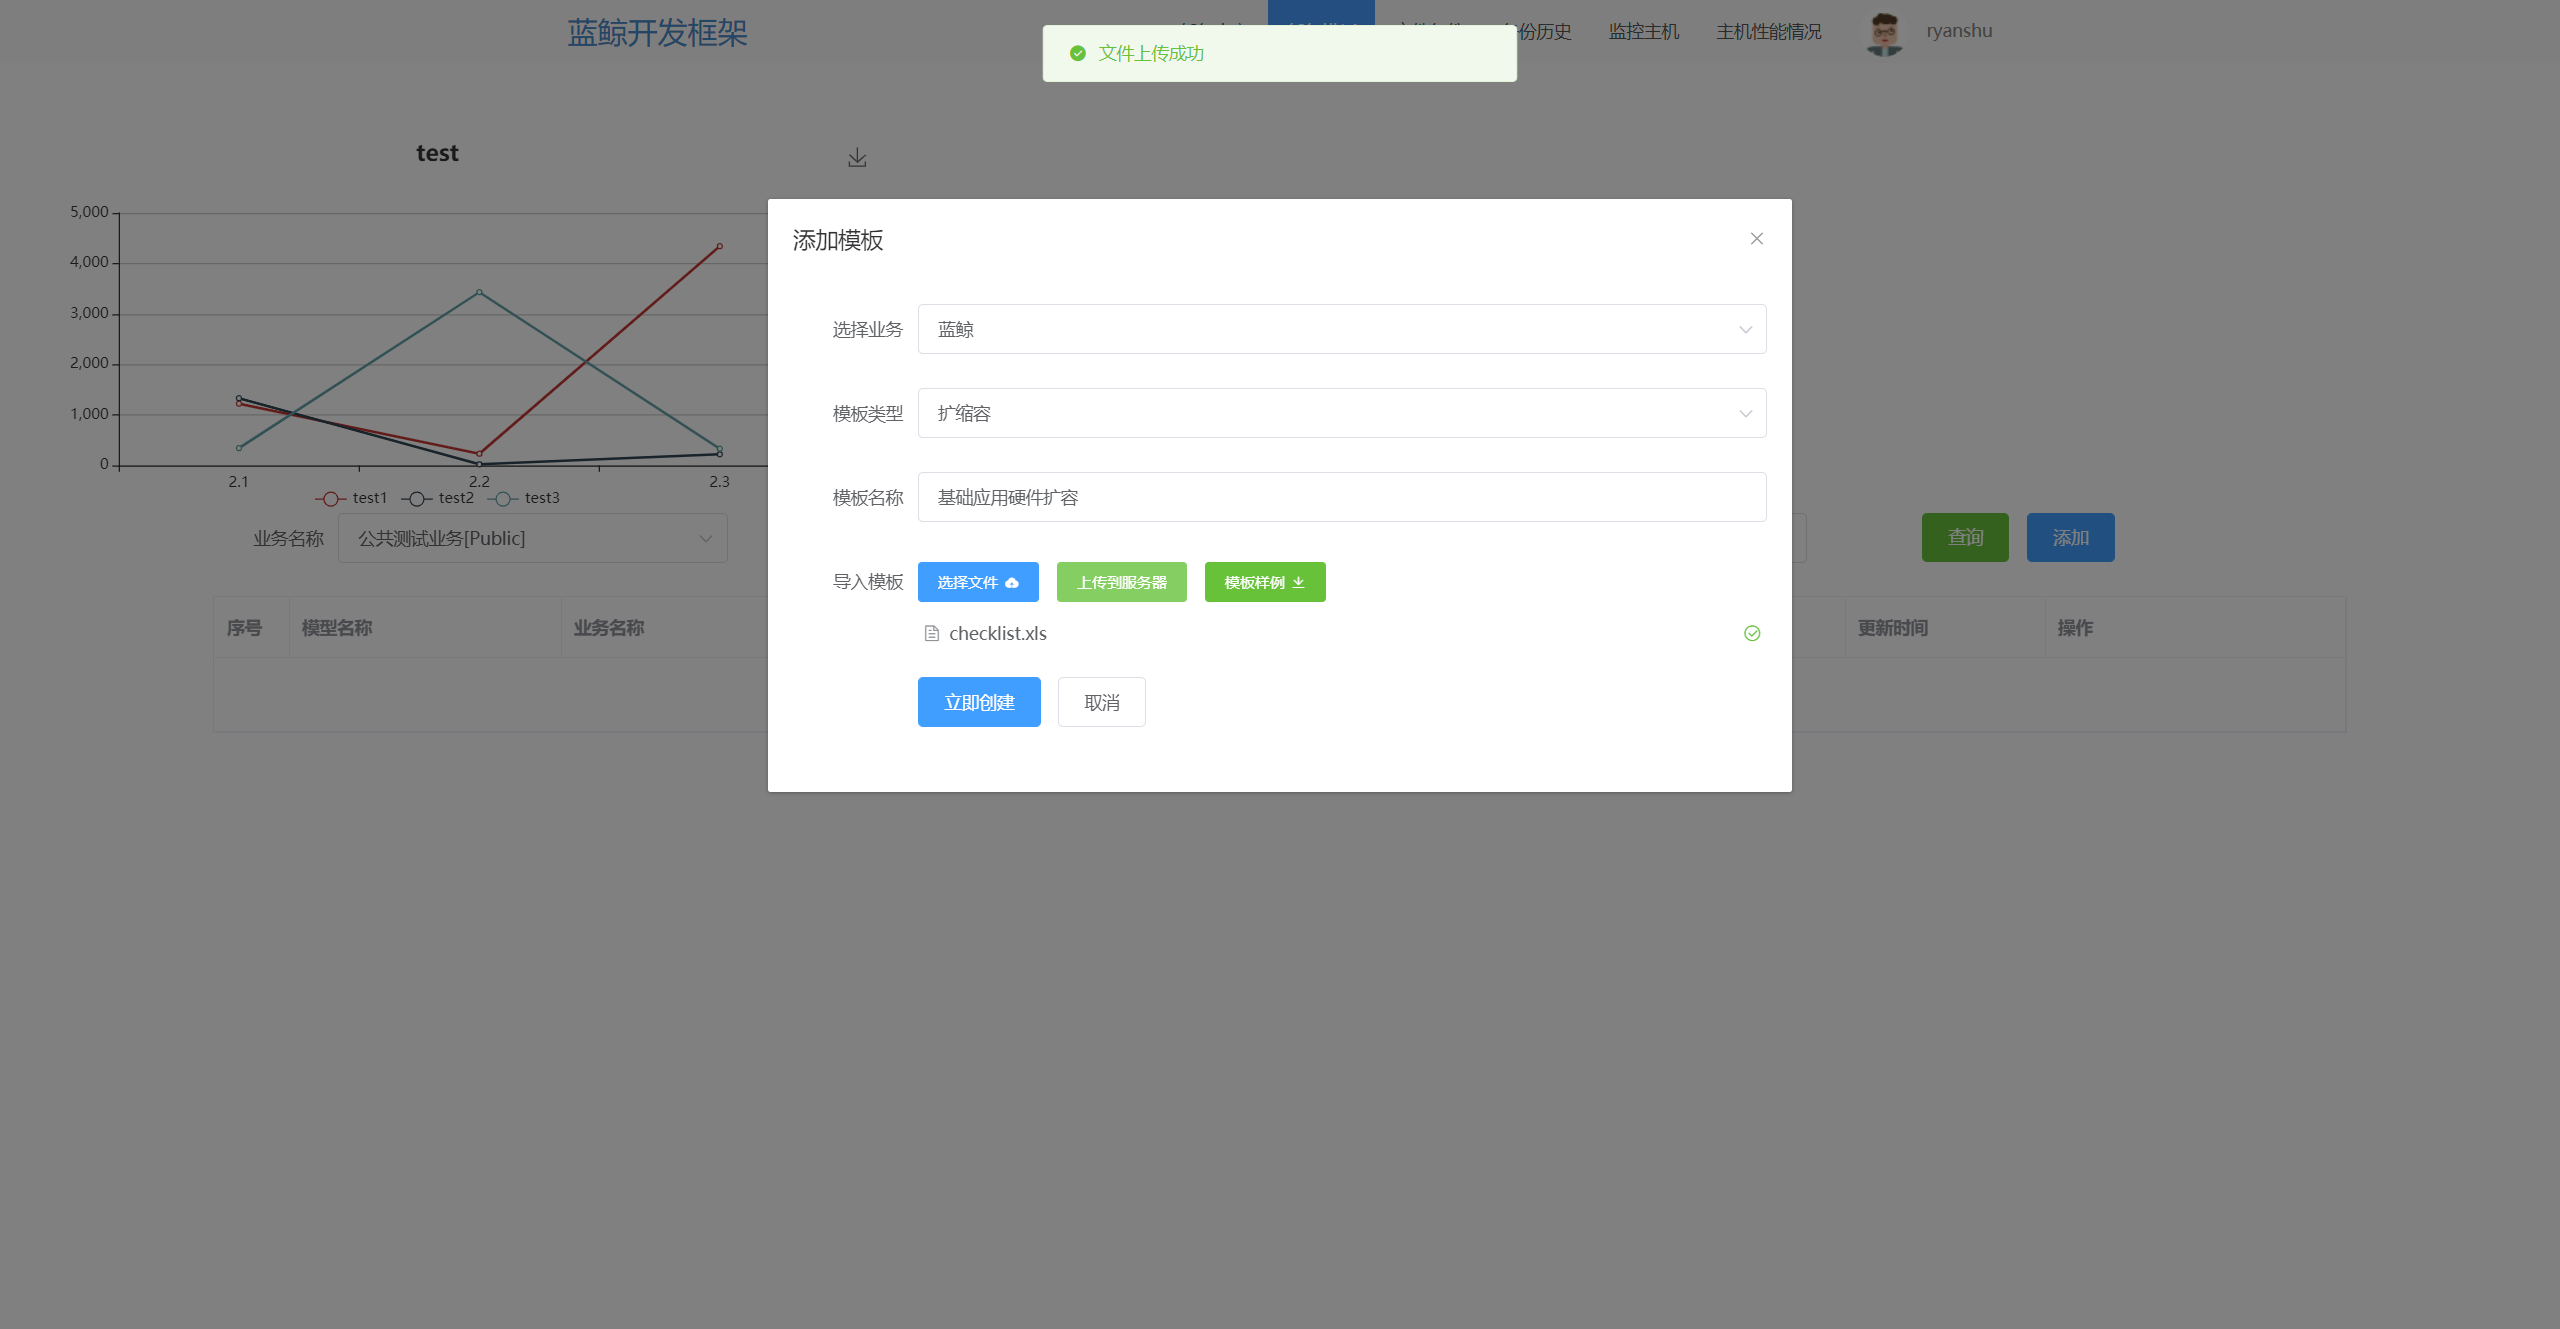 蓝鲸开发框架
份历史
监控主机
主机性能情况
ryanshu
文件上传成功
test
5,000
4,000
3,000
2,000
1,000
0
2.1
2.2
2.3
test1
test2
test3
添加模板
选择业务
蓝鲸
模板类型
扩缩容
模板名称
基础应用硬件扩容
导入模板
选择文件
上传到服务器
模板样例
checklist.xls
立即创建
取消
业务名称
公共测试业务[Public]
查询
添加
序号
模型名称
业务名称
更新时间
操作